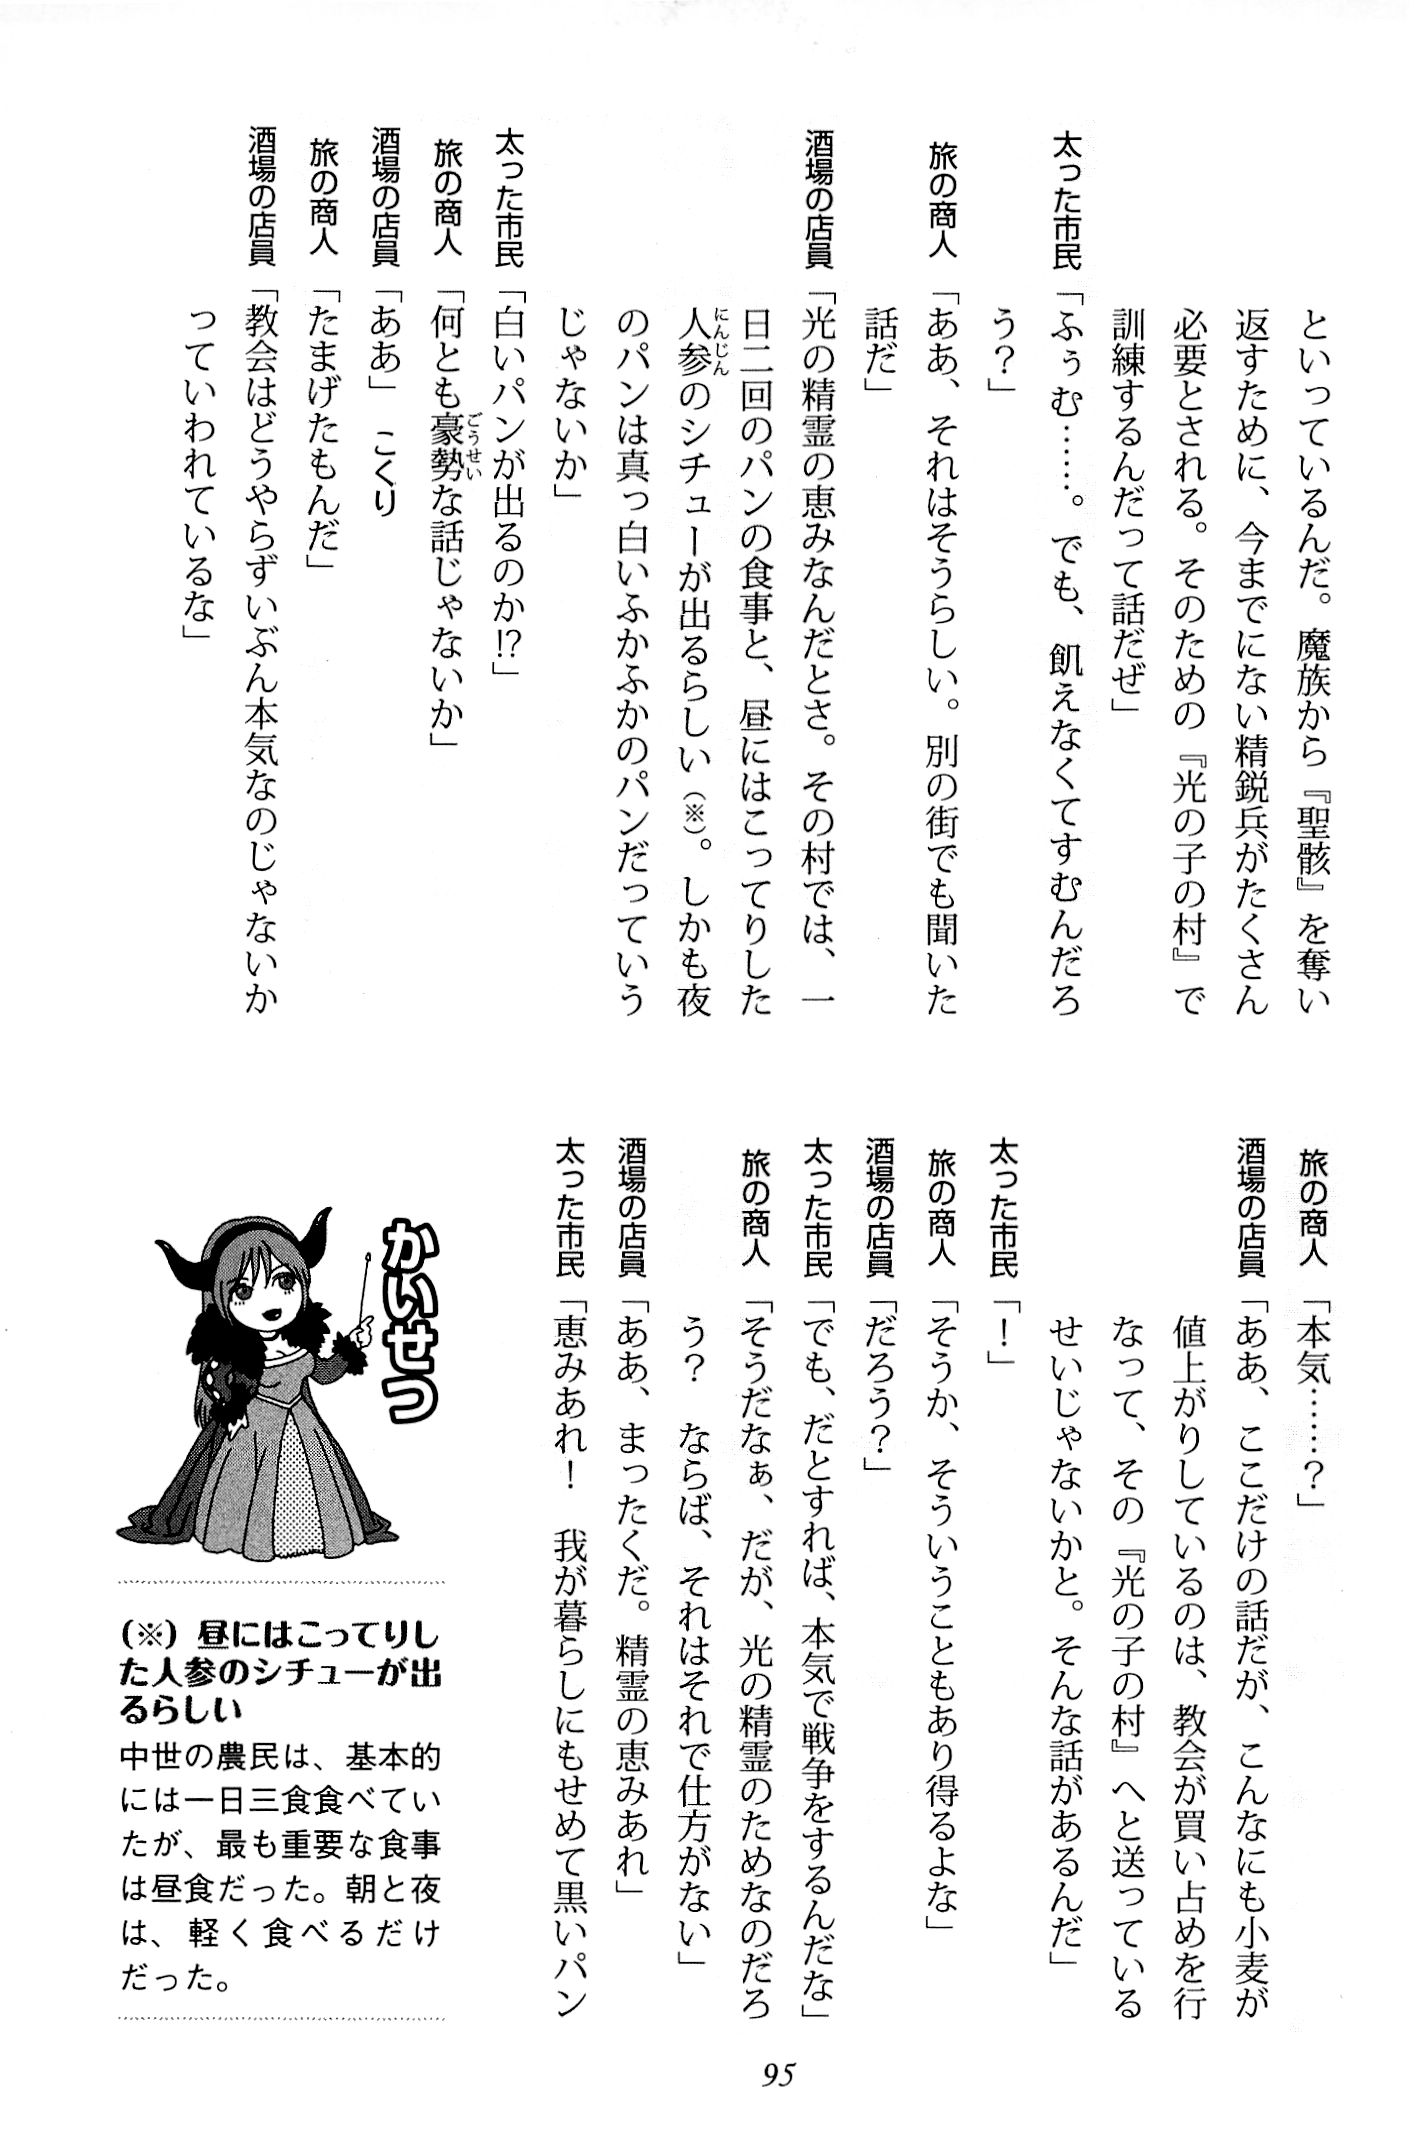 といっているんだ。魔族から『聖骸』を奪い
返すために、今までにない精鋭兵がたくさん
必要とされる。そのための『光の子の村』で
訓練するんだって話だぜ」
太った市民「ふぅむ……。でも、飢えなくてすむんだろ
う？」
旅の商人「ああ、それはそうらしい。別の街でも聞いた
話だ」
酒場の店員「光の精霊の恵みなんだとさ。その村では、一
日二回のパンの食事と、昼にはこってりした
人参のシチューが出るらしい（※）。しかも夜
にんじん
のパンは真っ白いふかふかのパンだっていう
じゃないか」
太った市民「白いパンが出るのか!?」
旅の商人「何とも豪勢な話じゃないか」
ごうせい
酒場の店員「ああ」　こくり
旅の商人「たまげたもんだ」
酒場の店員「教会はどうやらずいぶん本気なのじゃないか
っていわれているな」
旅の商人「本気……？」
酒場の店員「ああ、ここだけの話だが、こんなにも小麦が
値上がりしているのは、教会が買い占めを行
なって、その『光の子の村』へと送っている
せいじゃないかと。そんな話があるんだ」
太った市民「！」
旅の商人「そうか、そういうこともあり得るよな」
酒場の店員「だろう？」
太った市民「でも、だとすれば、本気で戦争をするんだな」
旅の商人「そうだなぁ、だが、光の精霊のためなのだろ
う？　ならば、それはそれで仕方がない」
酒場の店員「ああ、まったくだ。精霊の恵みあれ」
太った市民「恵みあれ！　我が暮らしにもせめて黒いパン
かいせつ
（※）昼にはこってりし
た人参のシチューが出
るらしい
中世の農民は、基本的
には一日三食食べてい
たが、最も重要な食事
は昼食だった。朝と夜
は、軽く食べるだけ
だった。
95